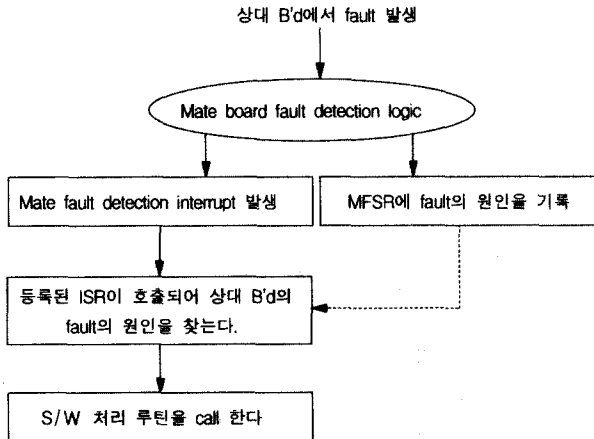 상대 B'd에서 fault 발생
Mate board fault detection logic
Mate fault detection interrupt 발생
MFSR에 fault의 원인을 기록
등록된 ISR이 호출되어 상대 B'd의
fault의 원인을 찾는다.
S/W 처리 루틴을 call 한다